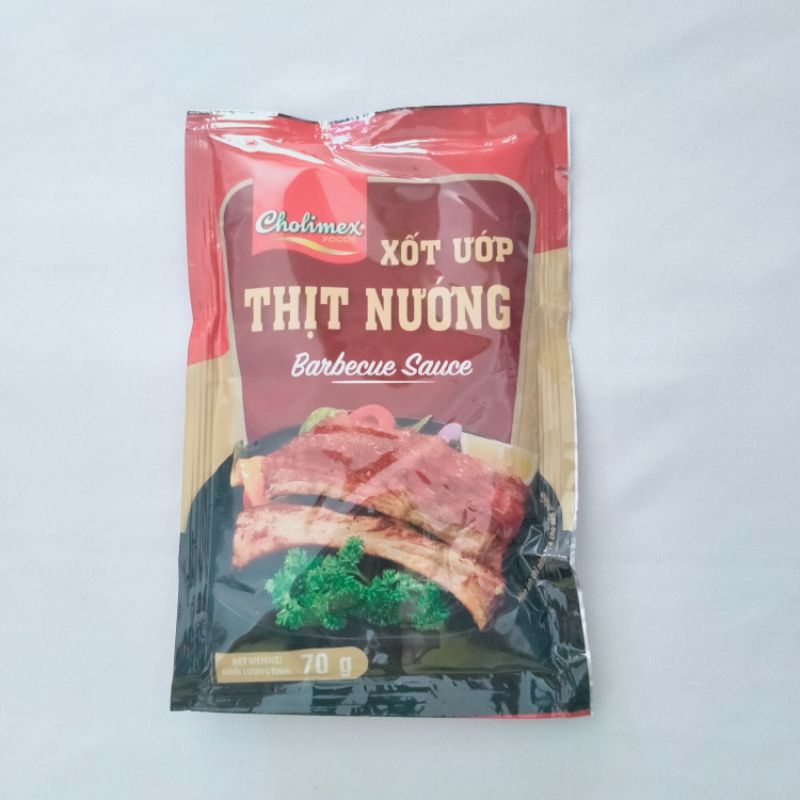 Cholimex
FOODS
XỐT ƯỚP
THỊT NƯỚNG
Barbecue Sauce
NET WEIGHT/
KHỐI LƯỢNG TỊNH: 70 g